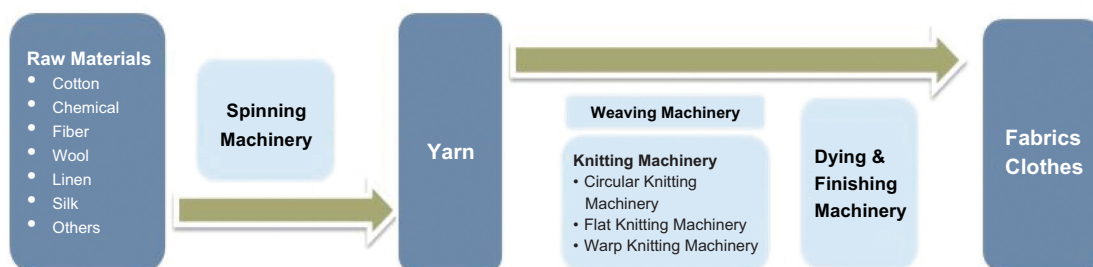 Raw Materials
• Cotton
• Chemical
• Fiber
• Wool
• Linen
• Silk
• Others
Spinning
Machinery
Yarn
Weaving Machinery
Knitting Machinery
• Circular Knitting
Machinery
• Flat Knitting Machinery
• Warp Knitting Machinery
Dying &
Finishing
Machinery
Fabrics
Clothes